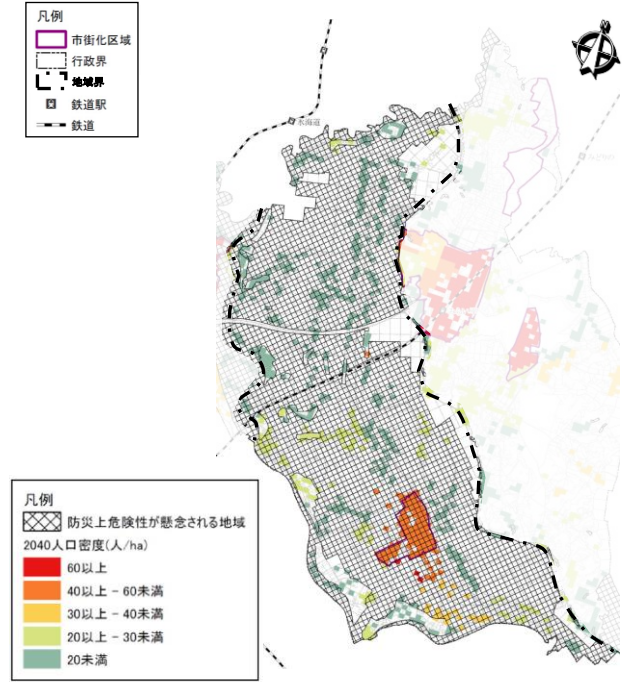 凡例
市街化区域
行政界
地域界
鉄道駅
鉄道
水海道
凡例
防災上危険性が懸念される地域
2040人口密度(人/ha)
60以上
40以上 - 60未満
30以上 - 40未満
20以上 - 30未満
20未満